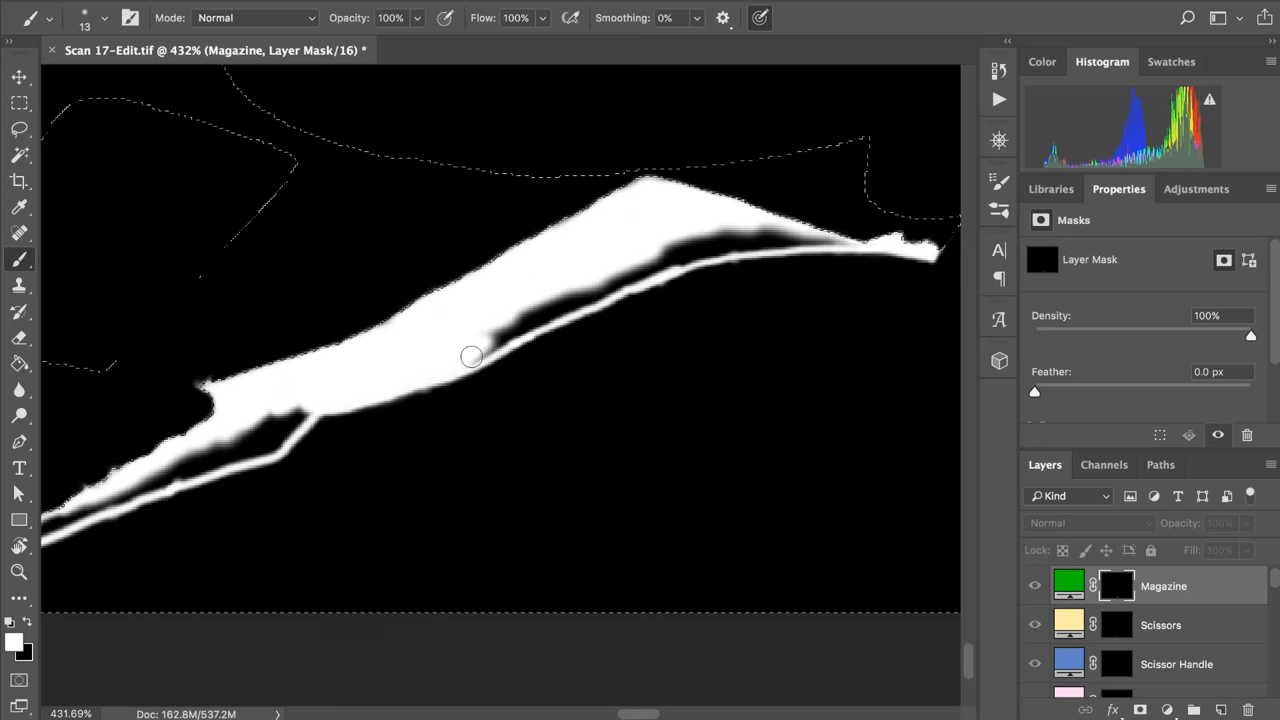 13 Mode: Normal Opacity: 100% Flow: 100% Smoothing: 0%
× Scan 17-Edit.tif @ 432% (Magazine, Layer Mask/16) *
Color Histogram Swatches
Libraries Properties Adjustments
Masks
Layer Mask
Density: 100%
Feather: 0.0 px
Layers Channels Paths
Kind
Normal Opacity: 100%
Lock: Fill: 100%
Magazine
Scissors
Scissor Handle
431.69% Doc: 162.8M/537.2M